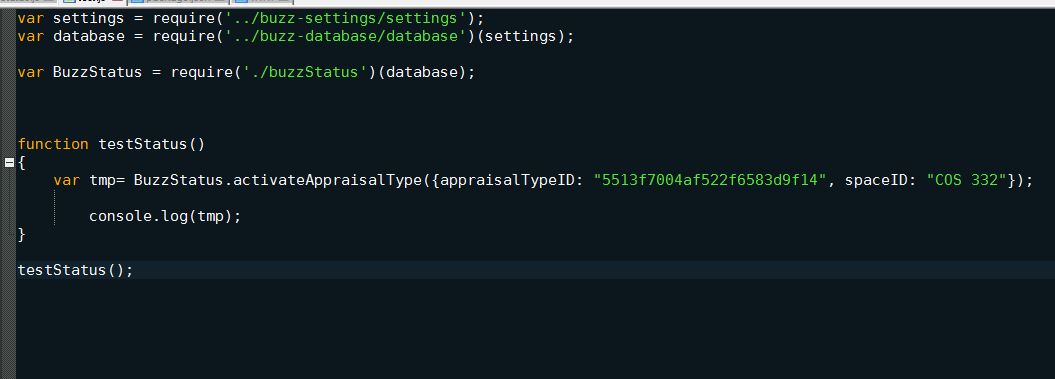 var settings = require('../buzz-settings/settings');
var database = require('../buzz-database/database')(settings);
var BuzzStatus = require('./buzzStatus')(database);
function testStatus()
{
var tmp= BuzzStatus.activateAppraisalType({appraisalTypeID: "5513f7004af522f6583d9f14", spaceID: "COS 332"});
console.log(tmp);
}
testStatus();